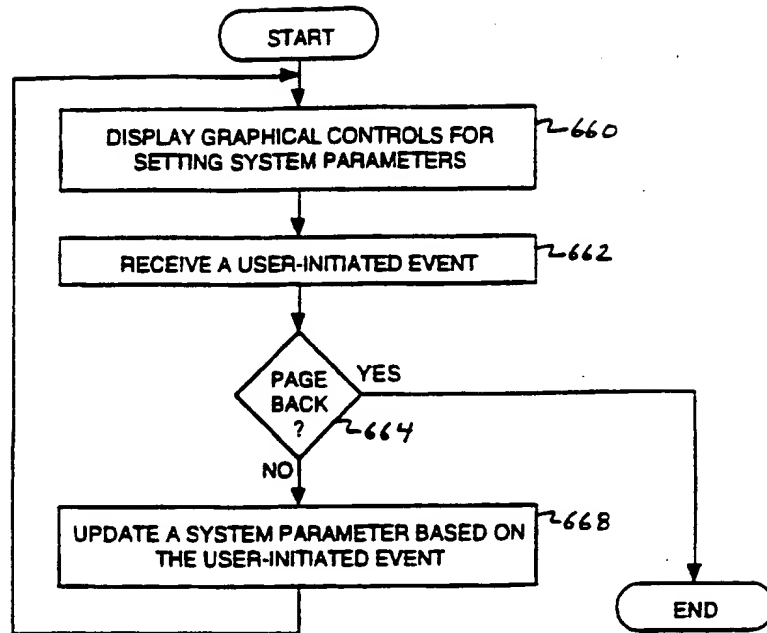 START
DISPLAY GRAPHICAL CONTROLS FOR
SETTING SYSTEM PARAMETERS
660
RECEIVE A USER-INITIATED EVENT
662
PAGE
BACK
?
YES
664
NO
UPDATE A SYSTEM PARAMETER BASED ON
THE USER-INITIATED EVENT
668
END